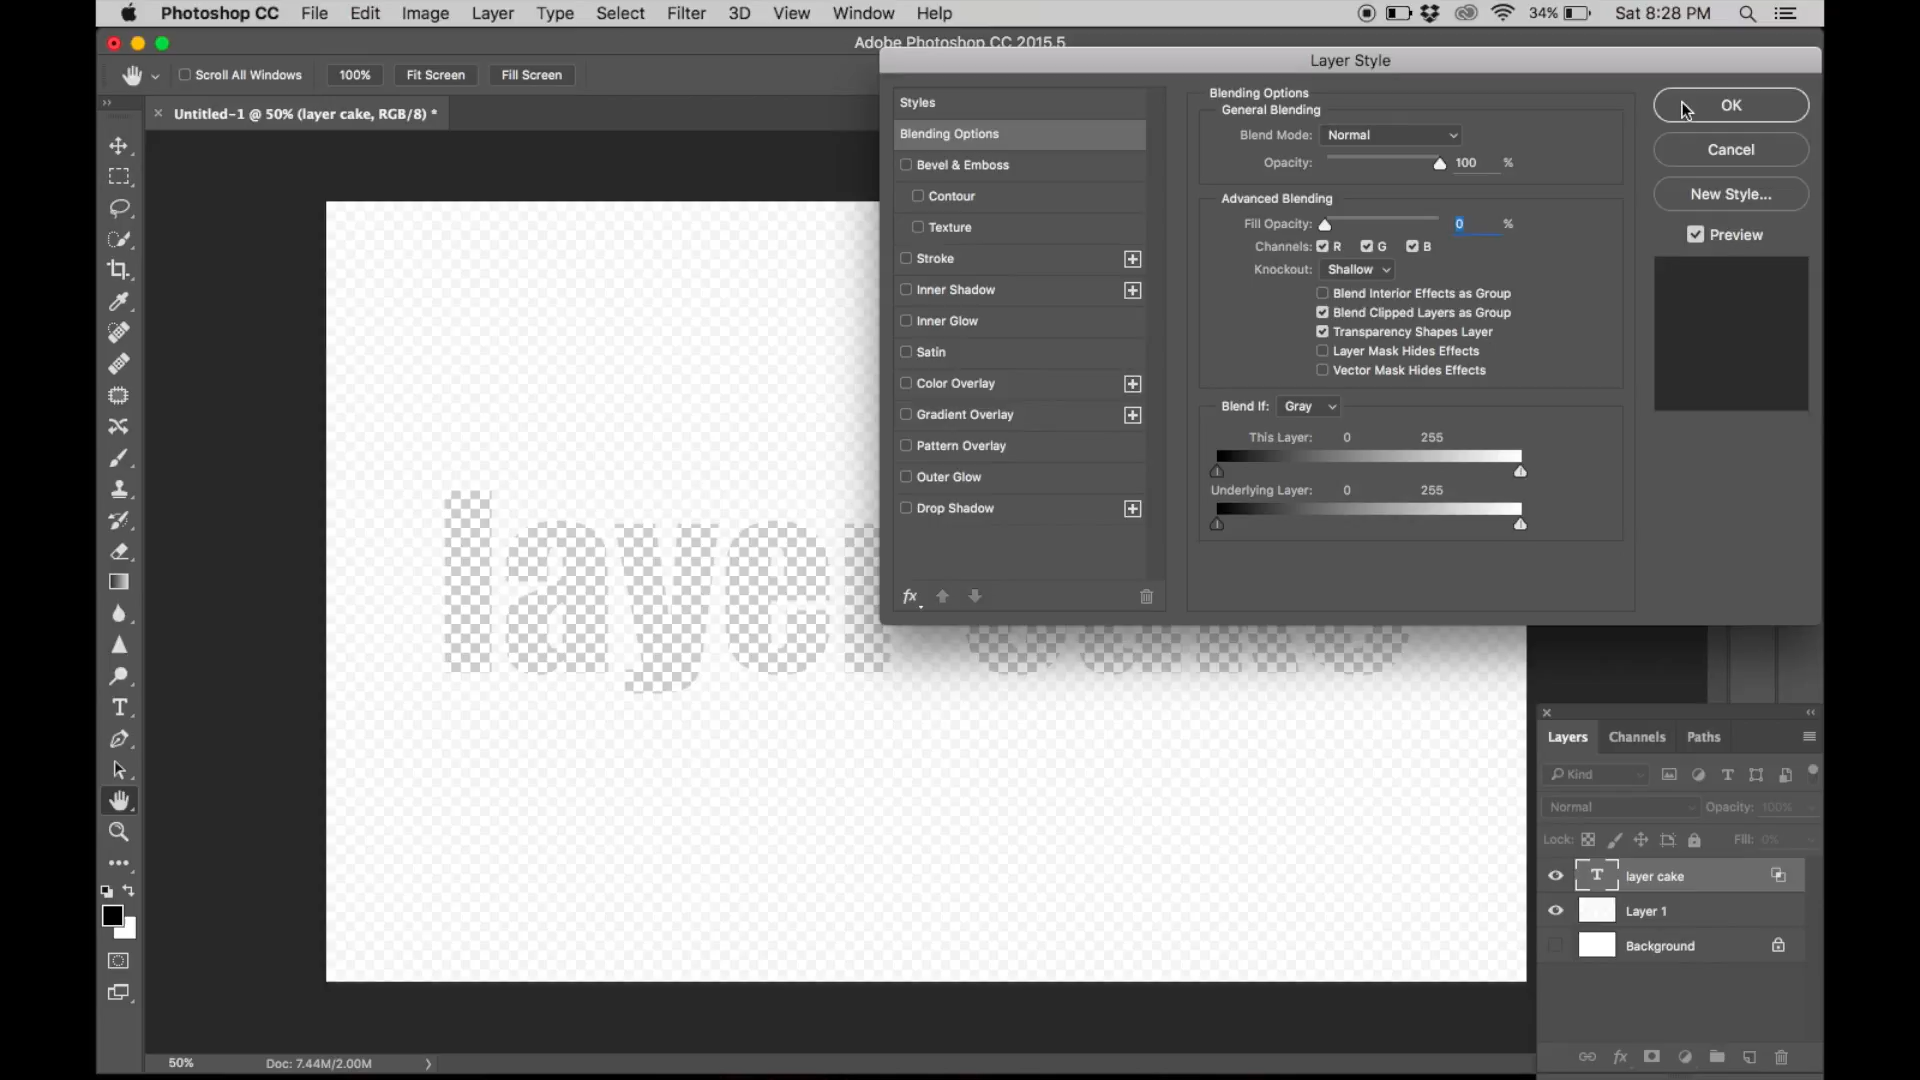 Photoshop CC File Edit Image Layer Type Select Filter 3D View Window Help 34% Sat 8:28 PM
Adobe Photoshop CC 2015.5
Scroll All Windows 100% Fit Screen Fill Screen
Untitled-1 @ 50% (layer cake, RGB/8) *
Layer Style
Styles
Blending Options
Bevel & Emboss
Contour
Texture
Stroke
Inner Shadow
Inner Glow
Satin
Color Overlay
Gradient Overlay
Pattern Overlay
Outer Glow
Drop Shadow
fx
Blending Options
General Blending
Blend Mode: Normal
Opacity: 100 %
Advanced Blending
Fill Opacity: 0 %
Channels: R G B
Knockout: Shallow
Blend Interior Effects as Group
Blend Clipped Layers as Group
Transparency Shapes Layer
Layer Mask Hides Effects
Vector Mask Hides Effects
Blend If: Gray
This Layer: 0 255
Underlying Layer: 0 255
OK
Cancel
New Style...
Preview
layer cake
Layers Channels Paths
Kind
Normal Opacity: 100%
Lock: Fill: 0%
T layer cake
Layer 1
Background
fx
50% Doc: 7.44M/2.00M